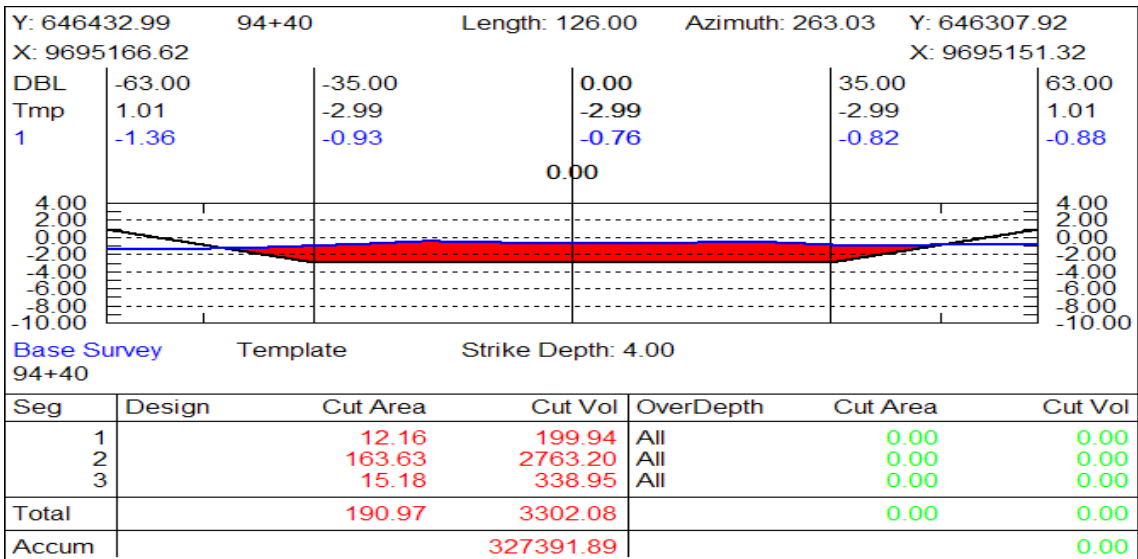 Y: 646432.99 94+40 Length: 126.00 Azimuth: 263.03 Y: 646307.92
X: 9695166.62 X: 9695151.32
DBL -63.00 -35.00 0.00 35.00 63.00
Tmp 1.01 -2.99 -2.99 -2.99 1.01
1 -1.36 -0.93 -0.76 -0.82 -0.88
0.00
4.00 4.00
2.00 2.00
0.00 0.00
-2.00 -2.00
-4.00 -4.00
-6.00 -6.00
-8.00 -8.00
-10.00 -10.00
Base Survey Template Strike Depth: 4.00
94+40
Seg Design Cut Area Cut Vol OverDepth Cut Area Cut Vol
1 12.16 199.94 All 0.00 0.00
2 163.63 2763.20 All 0.00 0.00
3 15.18 338.95 All 0.00 0.00
Total 190.97 3302.08 0.00 0.00
Accum 327391.89 0.00